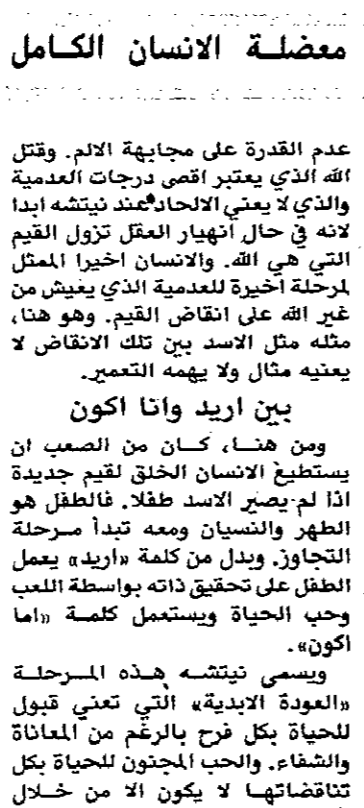 معضلة الانسان الكامل
عدم القدرة على مجابهة الالم. وقتل
الله الذي يعتبر اقصى درجات العدمية
والذي لا يعني الالحاد عند نيتشه ابدا
لانه في حال انهيار العقل تزول القيم
التي هي الله. والانسان اخيرا الممثل
لمرحلة اخيرة للعدمية الذي يعيش من
غير الله على انقاض القيم. وهو هنا،
مثله مثل الاسد بين تلك الانقاض لا
يعنيه مثال ولا يهمه التعمير.
بين اريد وانا اكون
ومن هنا، كان من الصعب ان
يستطيع الانسان الخلق لقيم جديدة
اذا لم يصير الاسد طفلا. فالطفل هو
الطهر والنسيان ومعه تبدأ مرحلة
التجاوز. وبدل من كلمة «اريد» يعمل
الطفل على تحقيق ذاته بواسطة اللعب
وحب الحياة ويستعمل كلمة «اما
اكون».
ويسمي نيتشه هذه المرحلة
«العودة الابدية» التي تعني قبول
للحياة بكل فرح بالرغم من المعاناة
والشفاء. والحب المجنون للحياة بكل
تناقضاتها لا يكون الا من خلال